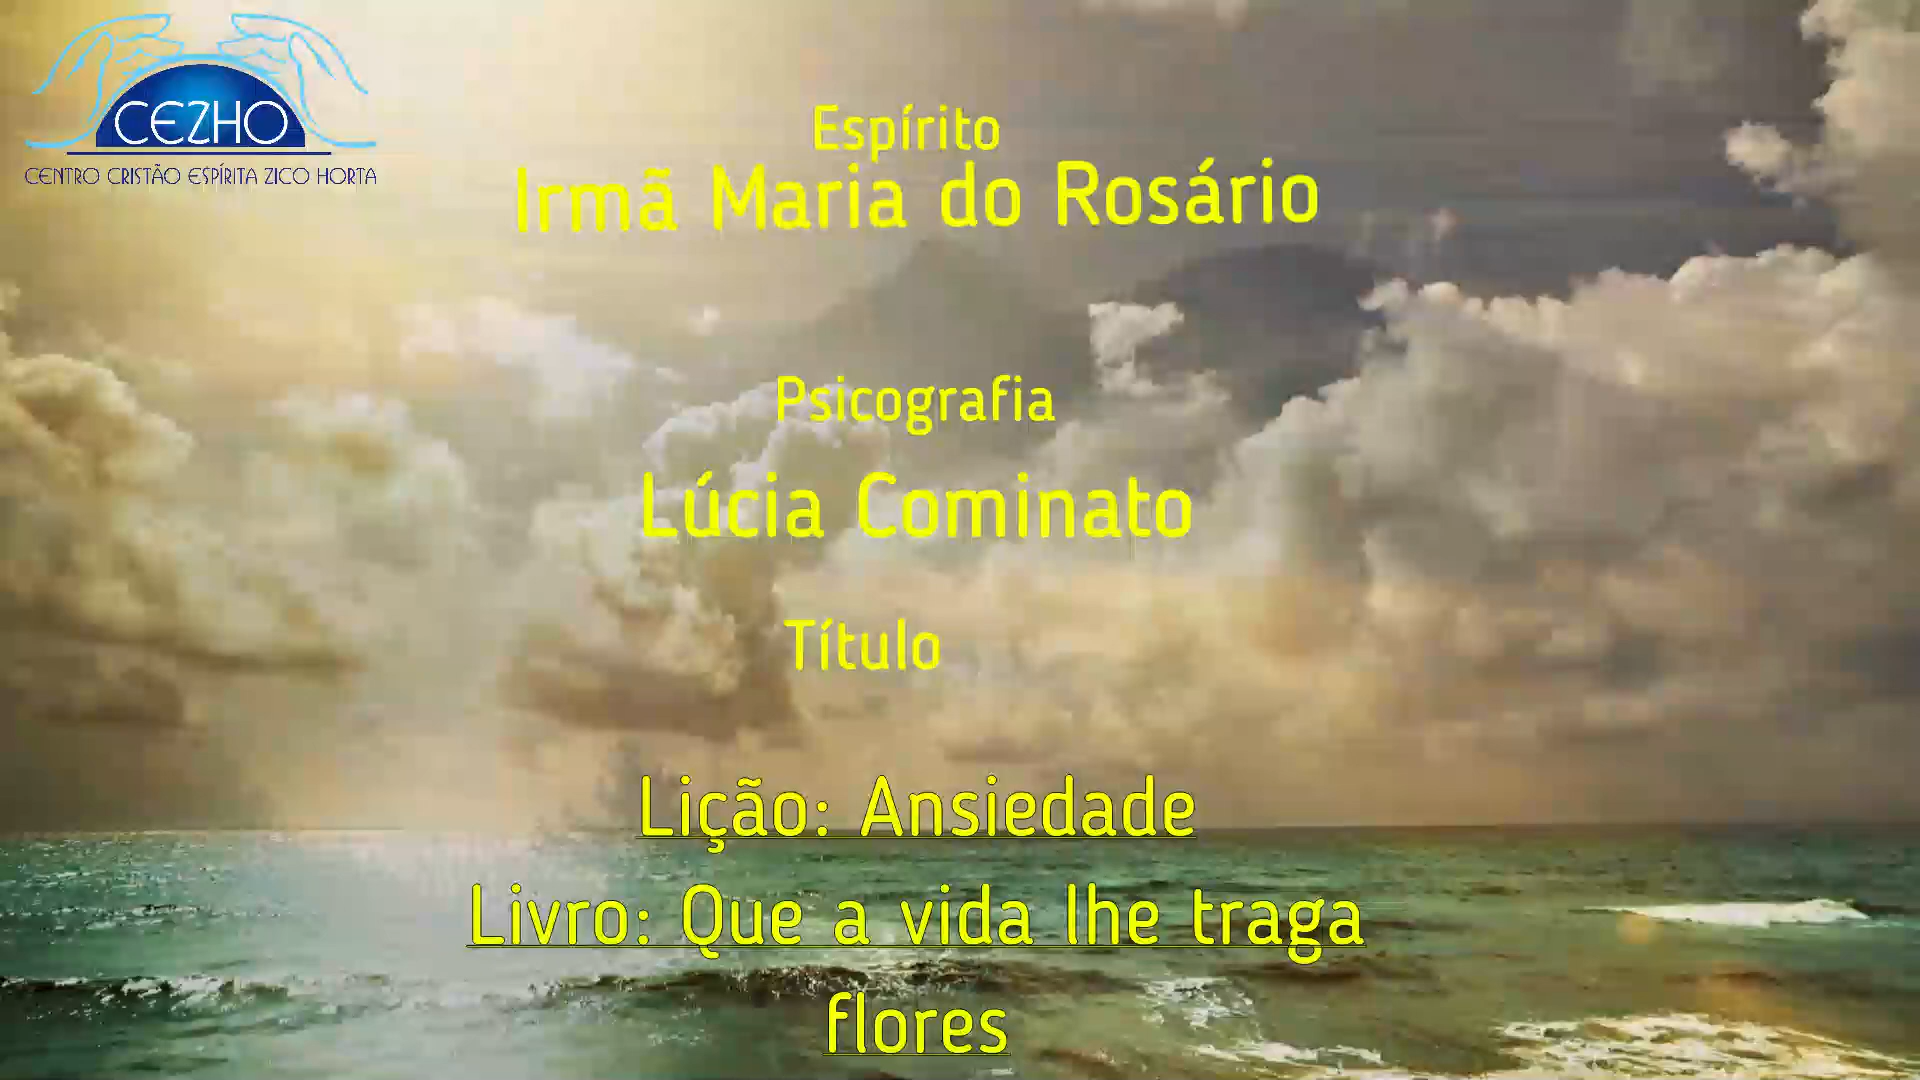 CEZHO
CENTRO CRISTÃO ESPÍRITA ZICO HORTA
Espírito
Irmã Maria do Rosário
Psicografia
Lúcia Cominato
Título
Lição: Ansiedade
Livro: Que a vida lhe traga
flores